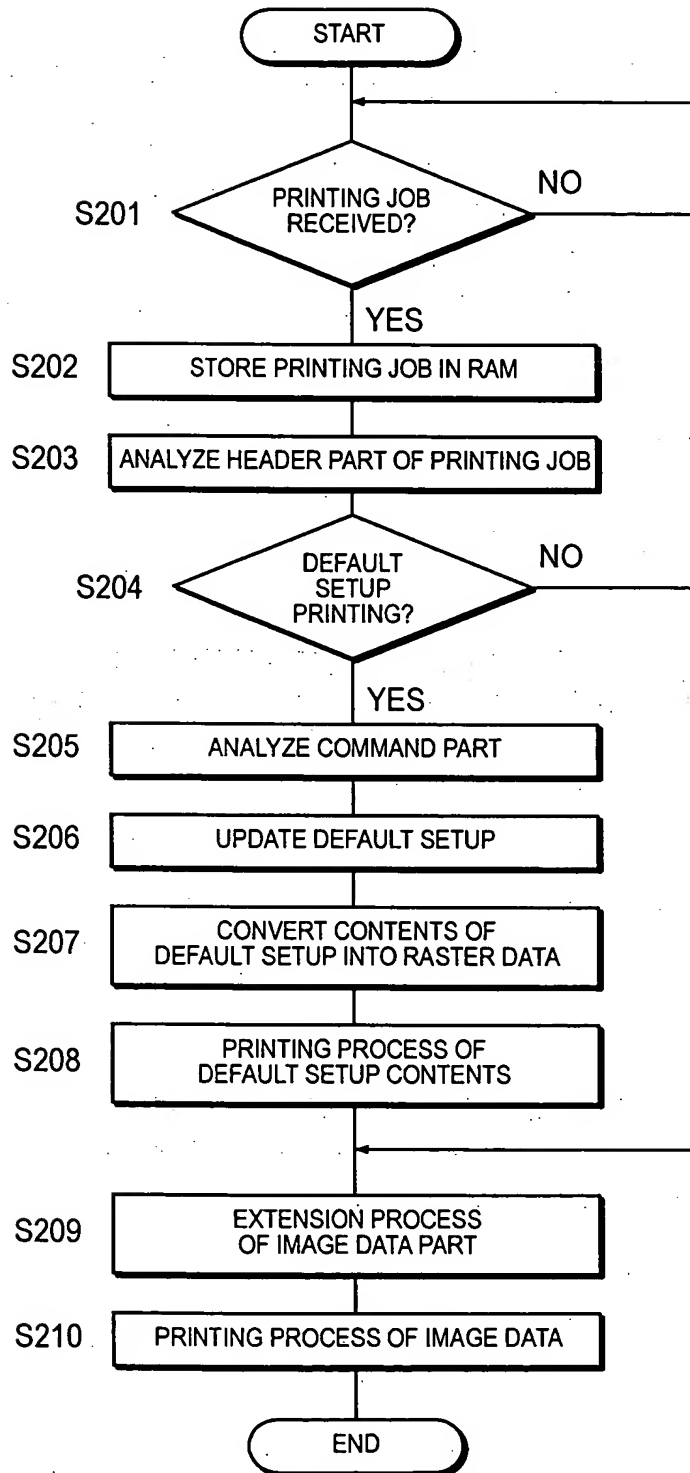 START
S201
PRINTING JOB
RECEIVED?
NO
YES
S202
STORE PRINTING JOB IN RAM
S203
ANALYZE HEADER PART OF PRINTING JOB
S204
DEFAULT
SETUP
PRINTING?
NO
YES
S205
ANALYZE COMMAND PART
S206
UPDATE DEFAULT SETUP
S207
CONVERT CONTENTS OF
DEFAULT SETUP INTO RASTER DATA
S208
PRINTING PROCESS OF
DEFAULT SETUP CONTENTS
S209
EXTENSION PROCESS
OF IMAGE DATA PART
S210
PRINTING PROCESS OF IMAGE DATA
END